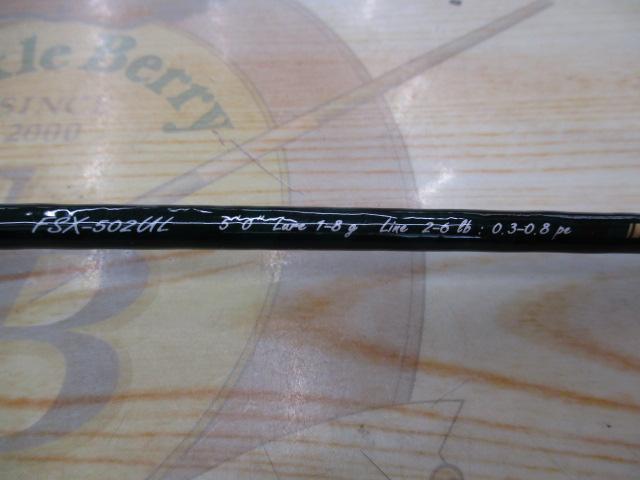 kle Berry
SINCE
2000
B
FSX-502UL 5'0" Lure 1-8 g Line 2-6 lb : 0.3-0.8 pe